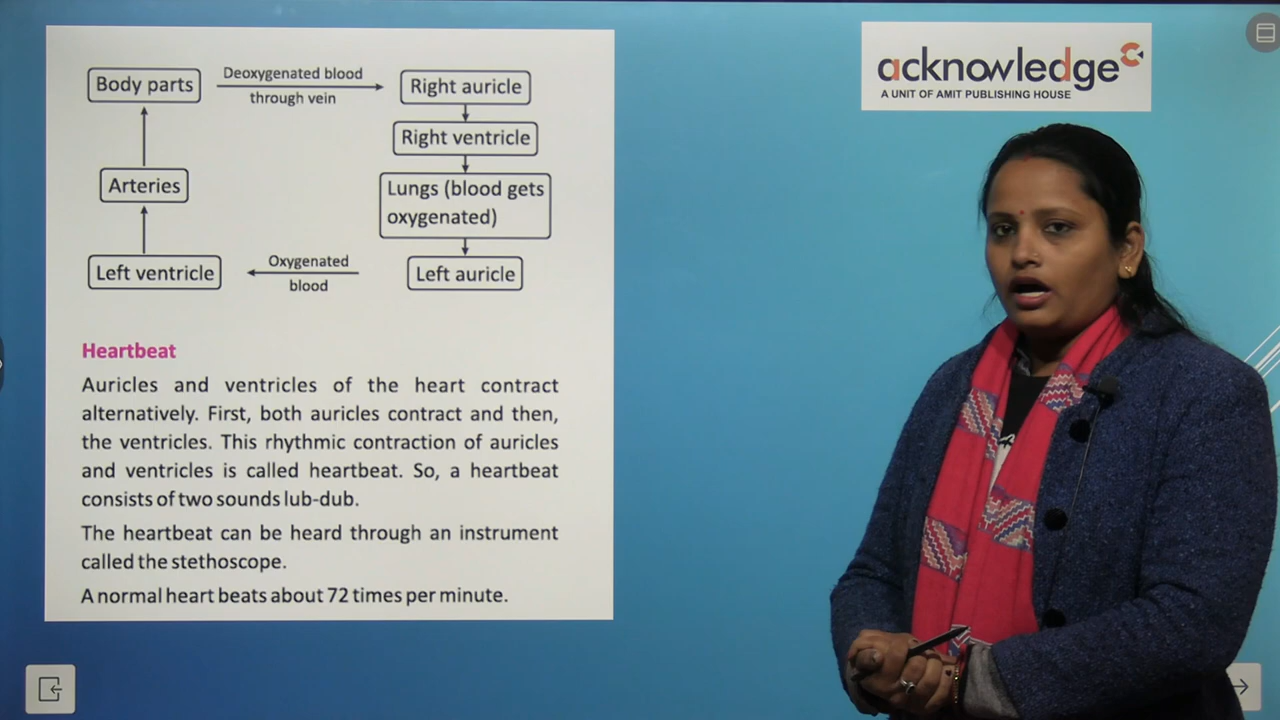 Body parts
Deoxygenated blood
through vein
Right auricle
Right ventricle
Arteries
Lungs (blood gets
oxygenated)
Left ventricle
Oxygenated
blood
Left auricle
Heartbeat
Auricles and ventricles of the heart contract
alternatively. First, both auricles contract and then,
the ventricles. This rhythmic contraction of auricles
and ventricles is called heartbeat. So, a heartbeat
consists of two sounds lub-dub.
The heartbeat can be heard through an instrument
called the stethoscope.
A normal heart beats about 72 times per minute.
acknowledge
A UNIT OF AMIT PUBLISHING HOUSE